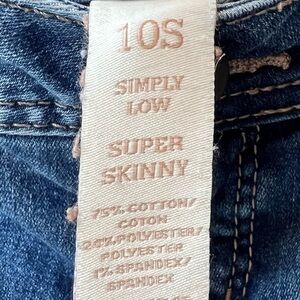 10S
SIMPLY
LOW
SUPER
SKINNY
75% COTTON/
COTON
24% POLYESTER/
POLYESTER
1% SPANDEX/
SPANDEX